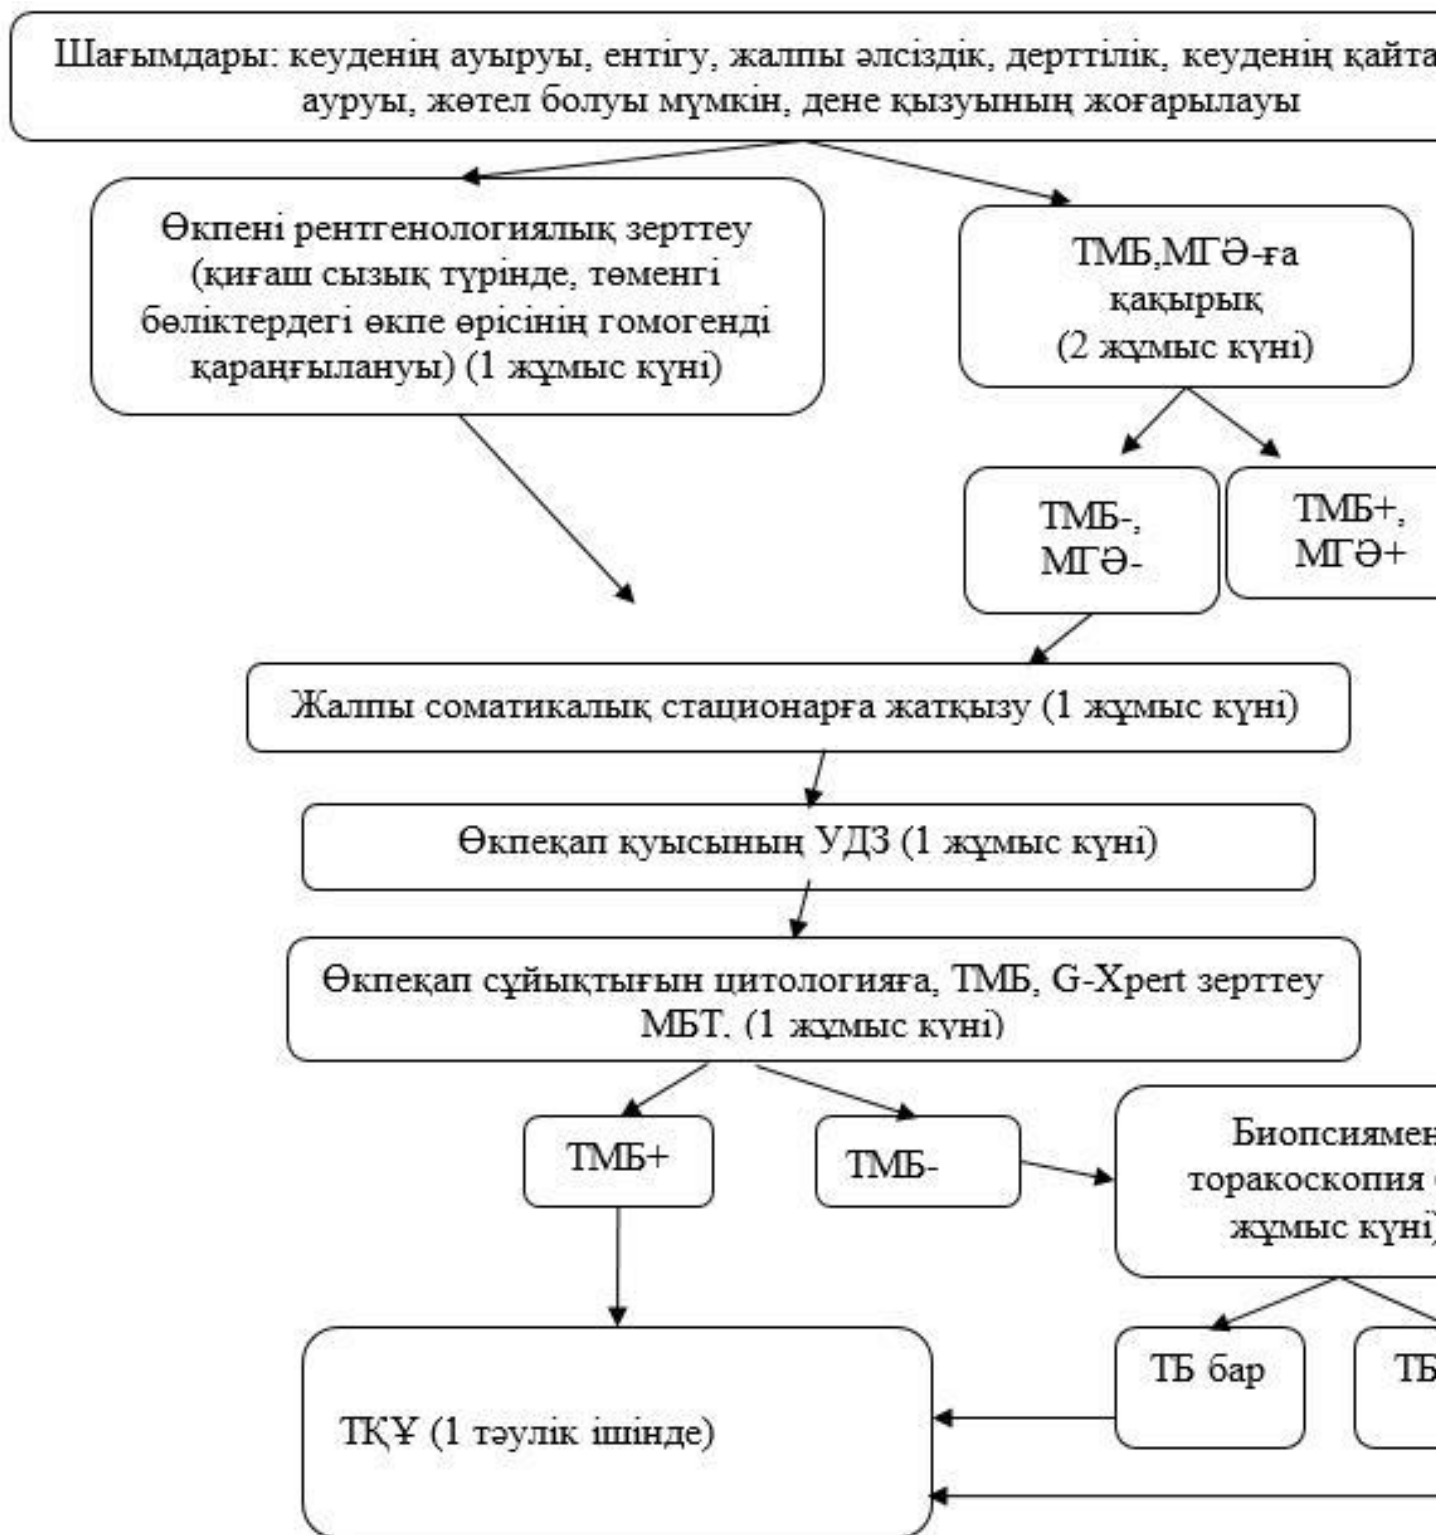 Шағымдары: кеуденің ауыруы, ентігу, жалпы әлсіздік, дерттілік, кеуденің қайта
ауруы, жөтел болуы мүмкін, дене қызуының жоғарылауы
Өкпені рентгенологиялық зерттеу
(қиғаш сызық түрінде, төменгі
бөліктердегі өкпе өрісінің гомогенді
қараңғылануы) (1 жұмыс күні)
ТМБ,МГӘ-ға
қақырық
(2 жұмыс күні)
ТМБ-,
МГӘ-
ТМБ+,
МГӘ+
Жалпы соматикалық стационарға жатқызу (1 жұмыс күні)
Өкпеқап қуысының УДЗ (1 жұмыс күні)
Өкпеқап сұйықтығын цитологияға, ТМБ, G-Xpert зерттеу
МБТ. (1 жұмыс күні)
ТМБ+
ТМБ-
Биопсиямен
торакоскопия (
жұмыс күні)
ТБ бар
ТБ
ТҚҰ (1 тәулік ішінде)